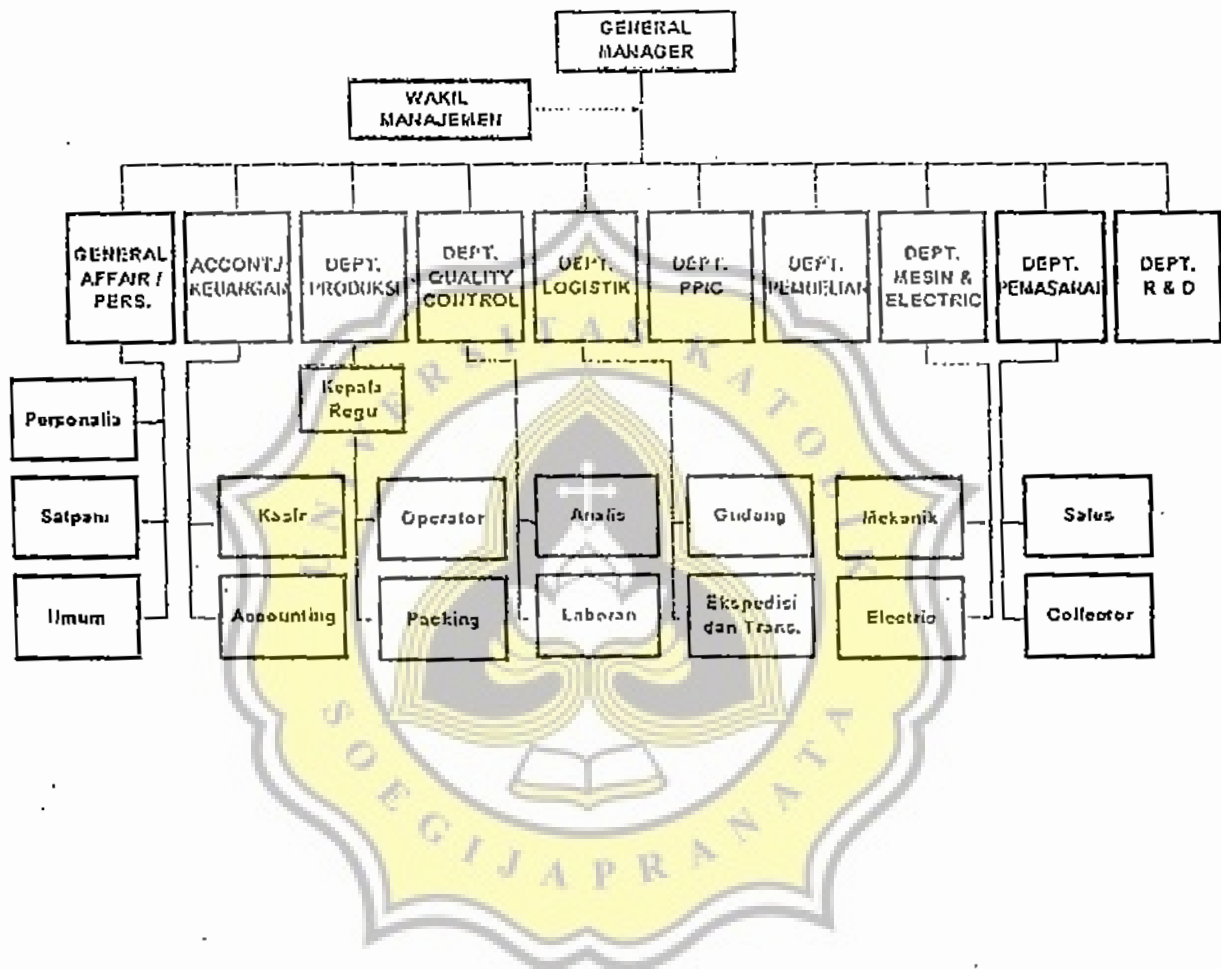 GENERAL
MANAGER
WAKIL
MANAJEMEN
GENERAL
AFFAIR /
PERS.
ACCONT./
KEUANGAN
DEPT.
PRODUKSI
DEPT.
QUALITY
CONTROL
DEPT.
LOGISTIK
DEPT.
PPIC
DEPT.
PEMBELIAN
DEPT.
MESIN &
ELECTRIC
DEPT.
PEMASARAN
DEPT.
R & D
Kepala
Regu
Personalia
Satpam
Kasir
Operator
Analis
Gudang
Mekanik
Sales
Umum
Accounting
Packing
Laboran
Ekspedisi
dan Trans.
Electric
Collector
UNIVERSITAS KATOLIK
SOEGIJAPRANATA